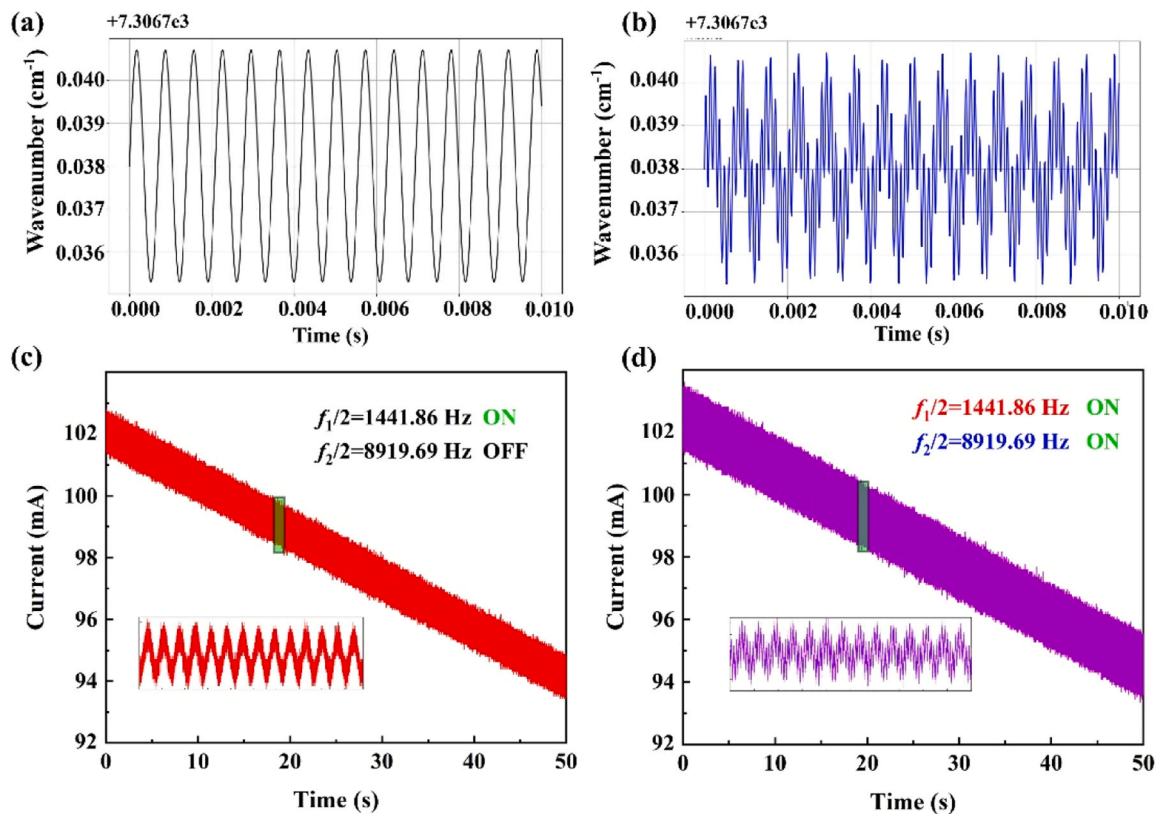 (a)
+7.3067e3
Wavenumber (cm⁻¹)
0.040
0.039
0.038
0.037
0.036
0.000 0.002 0.004 0.006 0.008 0.010
Time (s)
(b)
+7.3067e3
Wavenumber (cm⁻¹)
0.040
0.039
0.038
0.037
0.036
0.000 0.002 0.004 0.006 0.008 0.010
Time (s)
(c)
f₁/2=1441.86 Hz ON
f₂/2=8919.69 Hz OFF
Current (mA)
102
100
98
96
94
92
0 10 20 30 40 50
Time (s)
(d)
f₁/2=1441.86 Hz ON
f₂/2=8919.69 Hz ON
Current (mA)
102
100
98
96
94
92
0 10 20 30 40 50
Time (s)